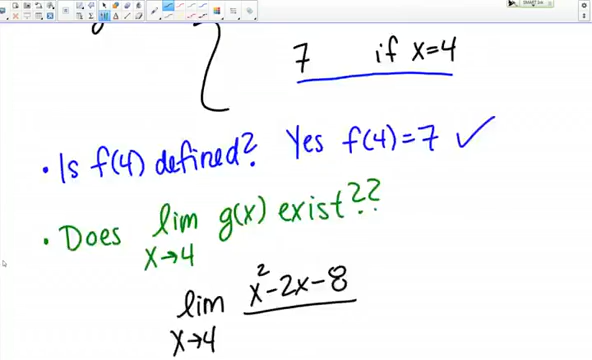 7 if x=4
• Is f(4) defined? Yes f(4)=7 ✓
• Does lim g(x) exist??
x→4
lim x²-2x-8
x→4